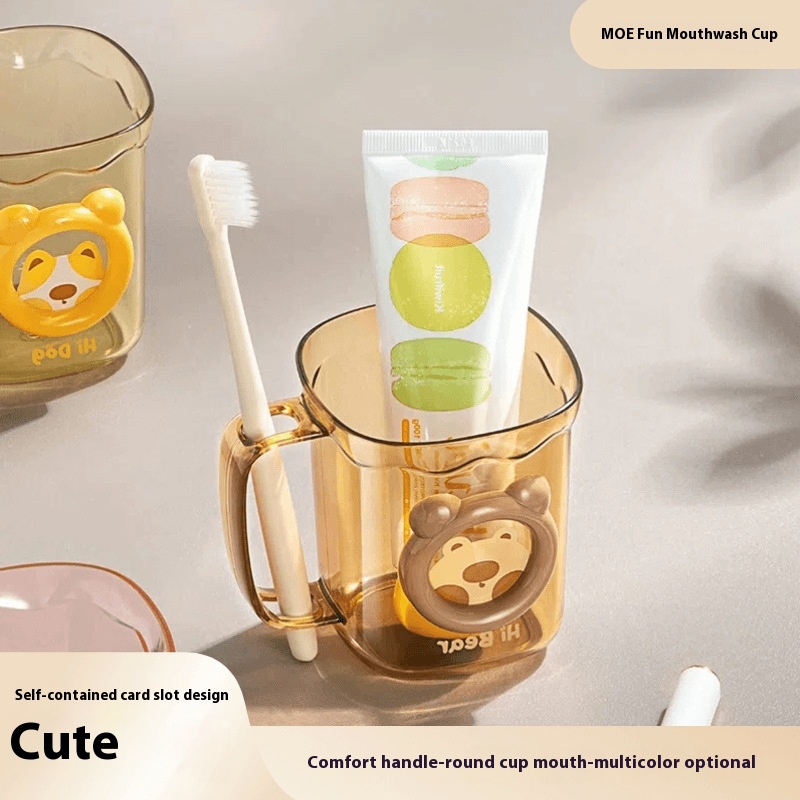 MOE Fun Mouthwash Cup
Kiwifruit
Hi Dog
Hi Bear
Self-contained card slot design
Cute
Comfort handle-round cup mouth-multicolor optional